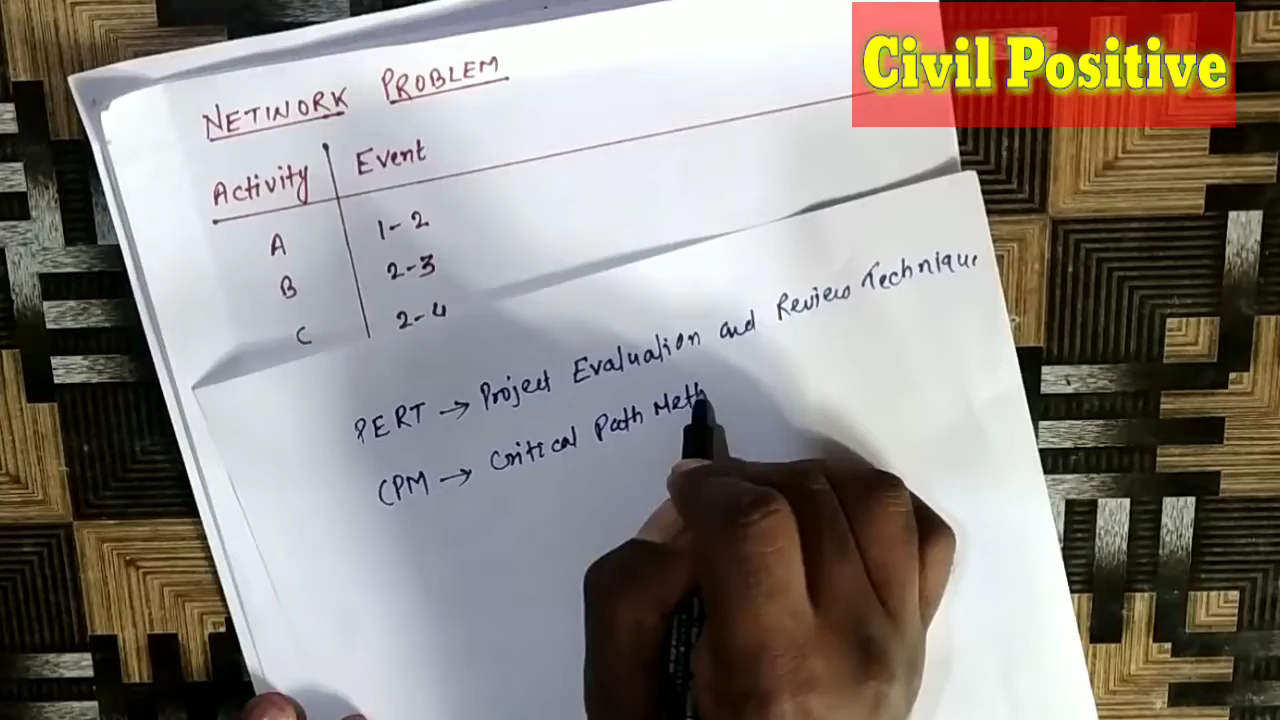 Civil Positive
NETWORK PROBLEM
Activity Event
A 1-2
B 2-3
C 2-4
PERT → Project Evaluation and Review Technique
CPM → Critical Path Meth